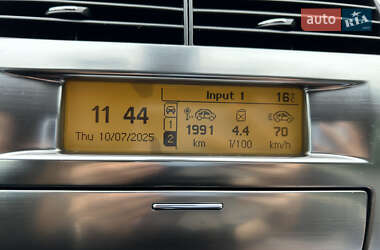 auto RIA
Input 1 16°C
11 44
Thu 10/07/2025
1
2
1991 4.4 70
km 1/100 km/h